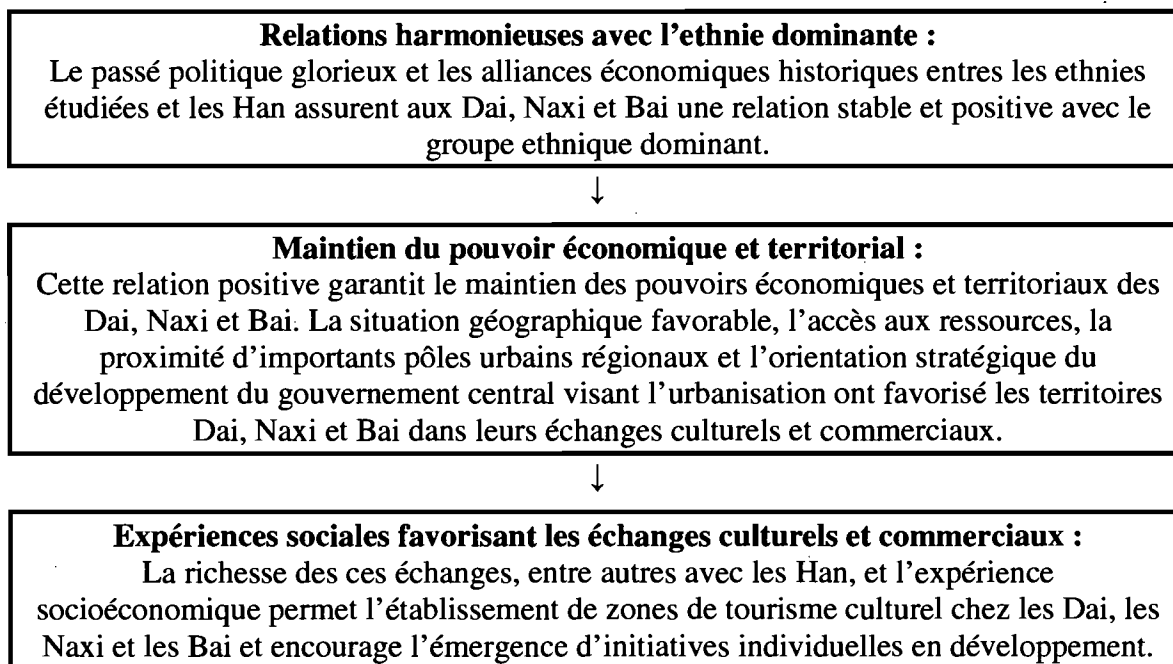 Relations harmonieuses avec l'ethnie dominante :
Le passé politique glorieux et les alliances économiques historiques entres les ethnies
étudiées et les Han assurent aux Dai, Naxi et Bai une relation stable et positive avec le
groupe ethnique dominant.
↓
Maintien du pouvoir économique et territorial :
Cette relation positive garantit le maintien des pouvoirs économiques et territoriaux des
Dai, Naxi et Bai. La situation géographique favorable, l'accès aux ressources, la
proximité d'importants pôles urbains régionaux et l'orientation stratégique du
développement du gouvernement central visant l'urbanisation ont favorisé les territoires
Dai, Naxi et Bai dans leurs échanges culturels et commerciaux.
↓
Expériences sociales favorisant les échanges culturels et commerciaux :
La richesse des ces échanges, entre autres avec les Han, et l'expérience
socioéconomique permet l'établissement de zones de tourisme culturel chez les Dai, les
Naxi et les Bai et encourage l'émergence d'initiatives individuelles en développement.